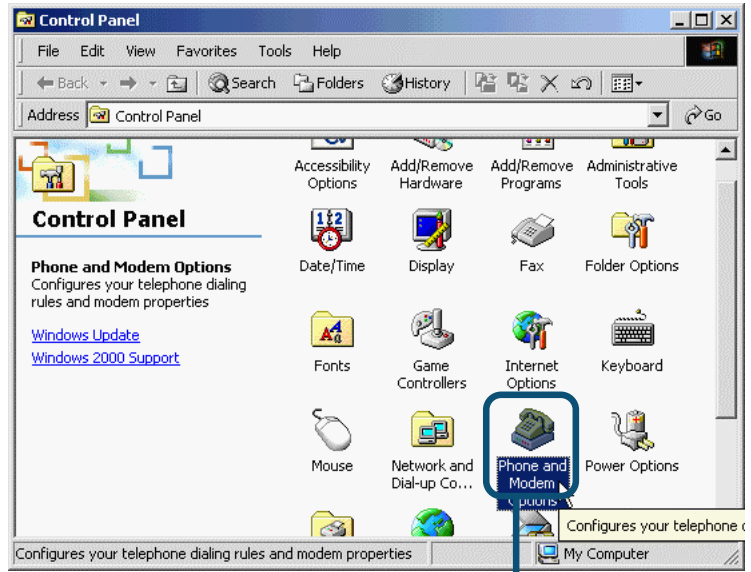 Control Panel
File Edit View Favorites Tools Help
Back Search Folders History
Address Control Panel Go
Accessibility Options
Add/Remove Hardware
Add/Remove Programs
Administrative Tools
Control Panel
Phone and Modem Options
Configures your telephone dialing
rules and modem properties
Windows Update
Windows 2000 Support
Date/Time
Display
Fax
Folder Options
Fonts
Game
Controllers
Internet
Options
Keyboard
Mouse
Network and
Dial-up Co...
Phone and
Modem
Options
Power Options
Configures your telephone
Configures your telephone dialing rules and modem properties
My Computer